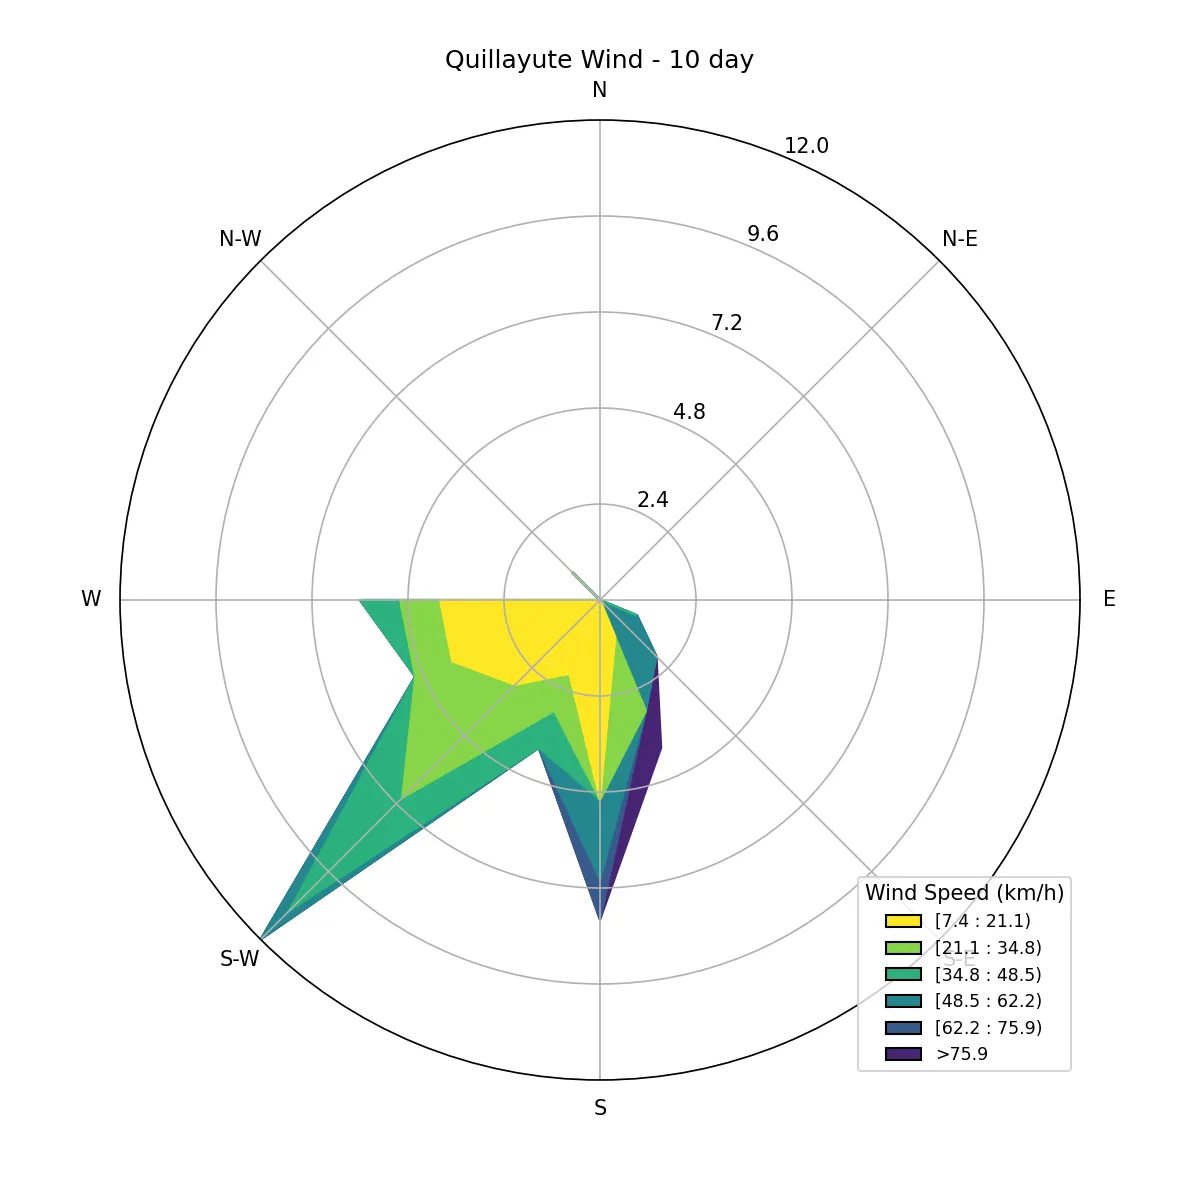 Quillayute Wind - 10 day
N
12.0
N-W
9.6
N-E
7.2
4.8
2.4
W
E
Wind Speed (km/h)
[7.4 : 21.1)
[21.1 : 34.8)
S-W
S-E
[34.8 : 48.5)
[48.5 : 62.2)
[62.2 : 75.9)
>75.9
S